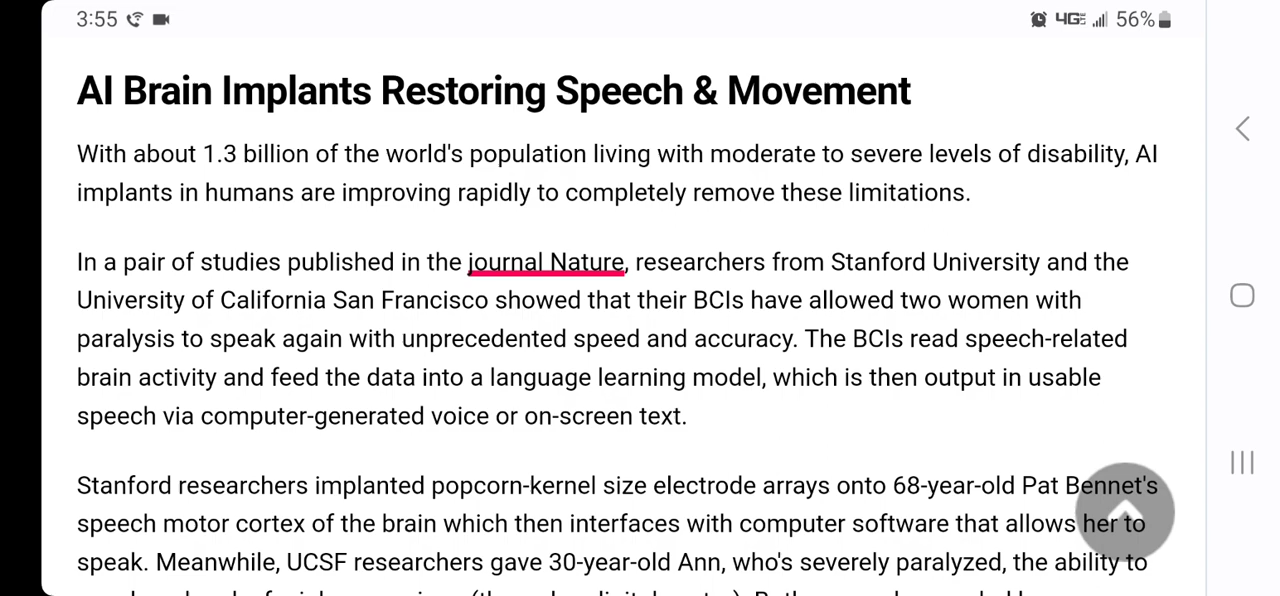 3:55
4GE 56%
AI Brain Implants Restoring Speech & Movement
With about 1.3 billion of the world's population living with moderate to severe levels of disability, AI
implants in humans are improving rapidly to completely remove these limitations.
In a pair of studies published in the journal Nature, researchers from Stanford University and the
University of California San Francisco showed that their BCIs have allowed two women with
paralysis to speak again with unprecedented speed and accuracy. The BCIs read speech-related
brain activity and feed the data into a language learning model, which is then output in usable
speech via computer-generated voice or on-screen text.
Stanford researchers implanted popcorn-kernel size electrode arrays onto 68-year-old Pat Bennet's
speech motor cortex of the brain which then interfaces with computer software that allows her to
speak. Meanwhile, UCSF researchers gave 30-year-old Ann, who's severely paralyzed, the ability to